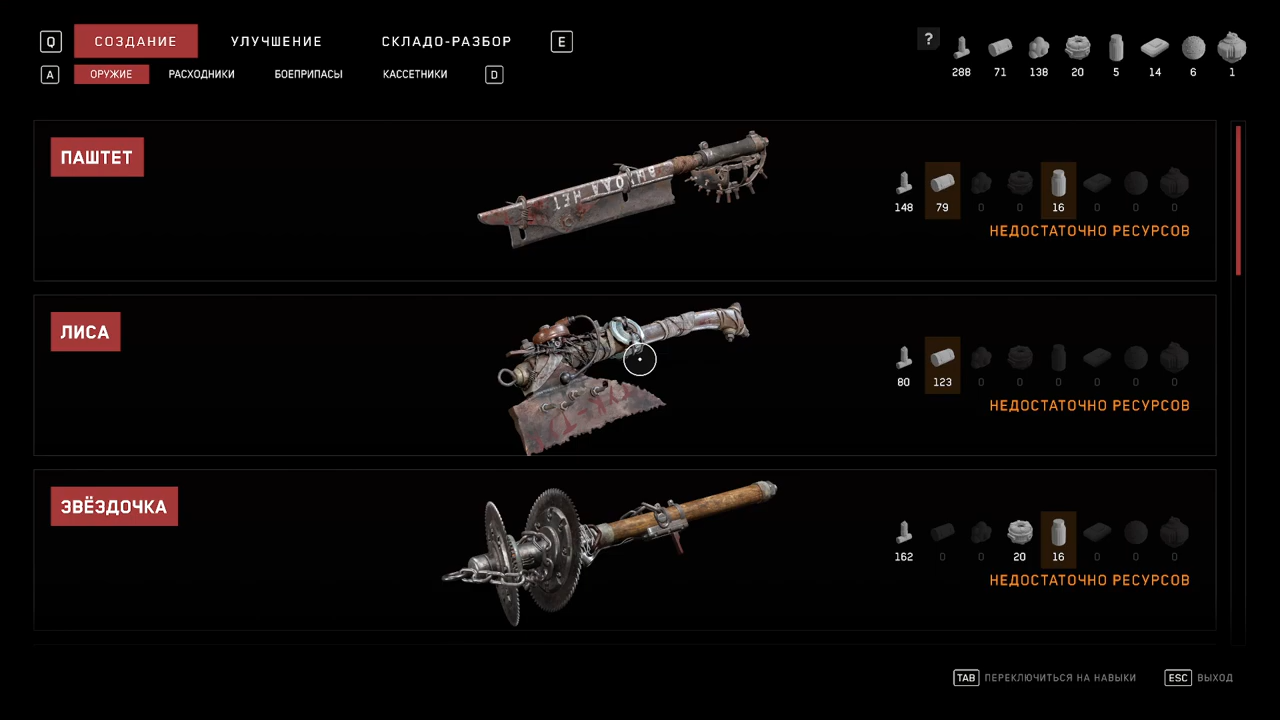 Q СОЗДАНИЕ УЛУЧШЕНИЕ СКЛАДО-РАЗБОР E
A ОРУЖИЕ РАСХОДНИКИ БОЕПРИПАСЫ КАССЕТНИКИ D
?
288 71 138 20 5 14 6 1
ПАШТЕТ
ВЫХОДА НЕТ
148 79 0 0 16 0 0 0
НЕДОСТАТОЧНО РЕСУРСОВ
ЛИСА
80 123 0 0 0 0 0 0
НЕДОСТАТОЧНО РЕСУРСОВ
ЗВЁЗДОЧКА
162 0 0 20 16 0 0 0
НЕДОСТАТОЧНО РЕСУРСОВ
TAB ПЕРЕКЛЮЧИТЬСЯ НА НАВЫКИ ESC ВЫХОД